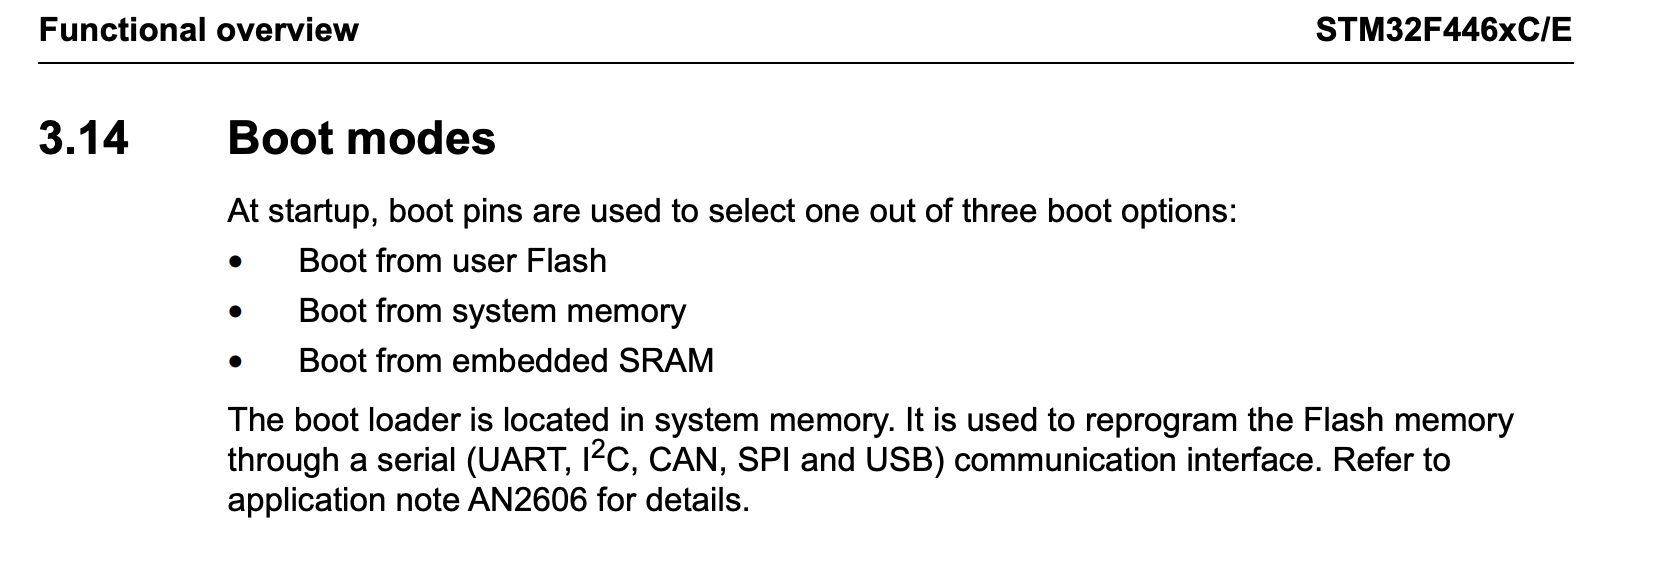 Functional overview STM32F446xC/E
3.14 Boot modes
At startup, boot pins are used to select one out of three boot options:
• Boot from user Flash
• Boot from system memory
• Boot from embedded SRAM
The boot loader is located in system memory. It is used to reprogram the Flash memory
through a serial (UART, I²C, CAN, SPI and USB) communication interface. Refer to
application note AN2606 for details.